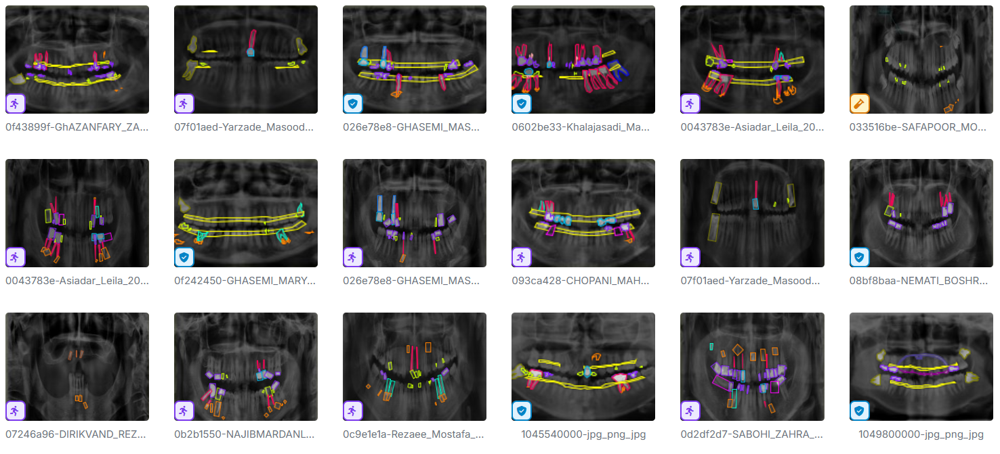 0f43899f-GhAZANFARY_ZA...
07f01aed-Yarzade_Masood...
026e78e8-GHASEMI_MAS...
0602be33-Khalajasadi_Ma...
0043783e-Asiadar_Leila_20...
033516be-SAFAPOOR_MO...
0043783e-Asiadar_Leila_20...
0f242450-GHASEMI_MARY...
026e78e8-GHASEMI_MAS...
093ca428-CHOPANI_MAH...
07f01aed-Yarzade_Masood...
08bf8baa-NEMATI_BOSHR...
07246a96-DIRIKVAND_REZ...
0b2b1550-NAJIBMARDANL...
0c9e1e1a-Rezaee_Mostafa_...
1045540000-jpg_png_jpg
0d2df2d7-SABOHI_ZAHRA_...
1049800000-jpg_png_jpg